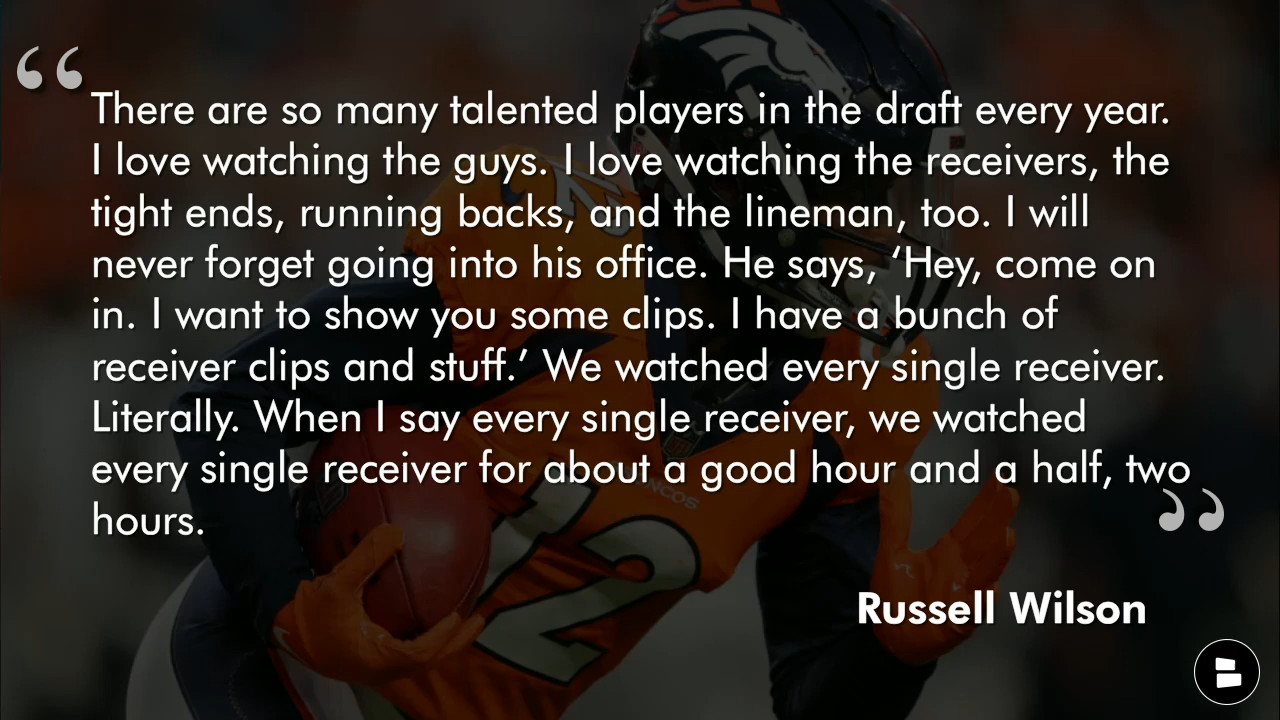 “
There are so many talented players in the draft every year.
I love watching the guys. I love watching the receivers, the
tight ends, running backs, and the lineman, too. I will
never forget going into his office. He says, ‘Hey, come on
in. I want to show you some clips. I have a bunch of
receiver clips and stuff.’ We watched every single receiver.
Literally. When I say every single receiver, we watched
every single receiver for about a good hour and a half, two
hours.
”
BRONCOS
12
Russell Wilson